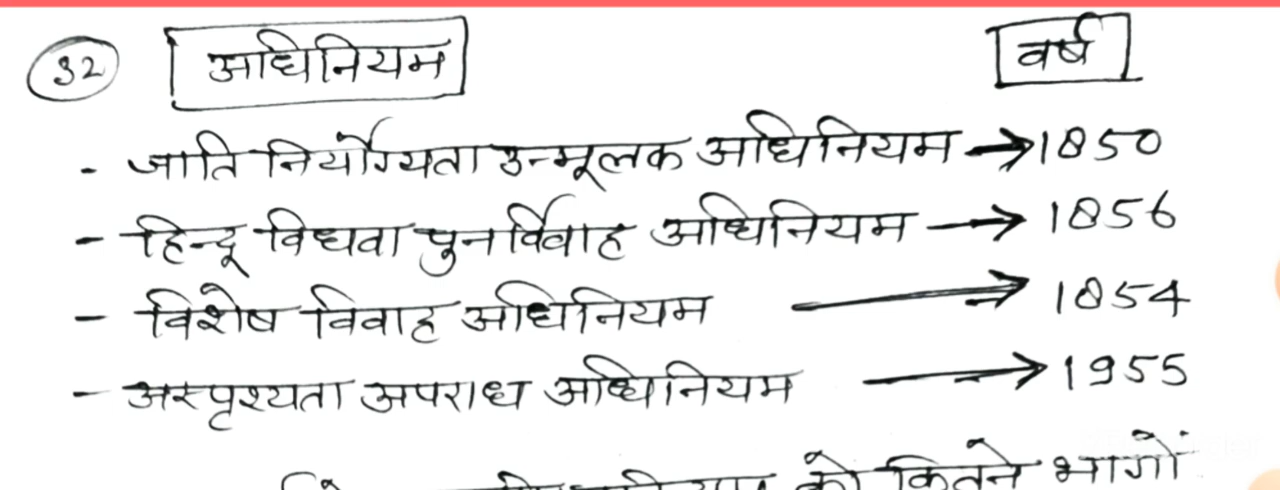 32 अधिनियम वर्ष
- जाति निर्योग्यता उन्मूलक अधिनियम → 1850
- हिन्दू विधवा पुनर्विवाह अधिनियम → 1856
- विशेष विवाह अधिनियम → 1854
- अस्पृश्यता अपराध अधिनियम → 1955
को कितने भागों